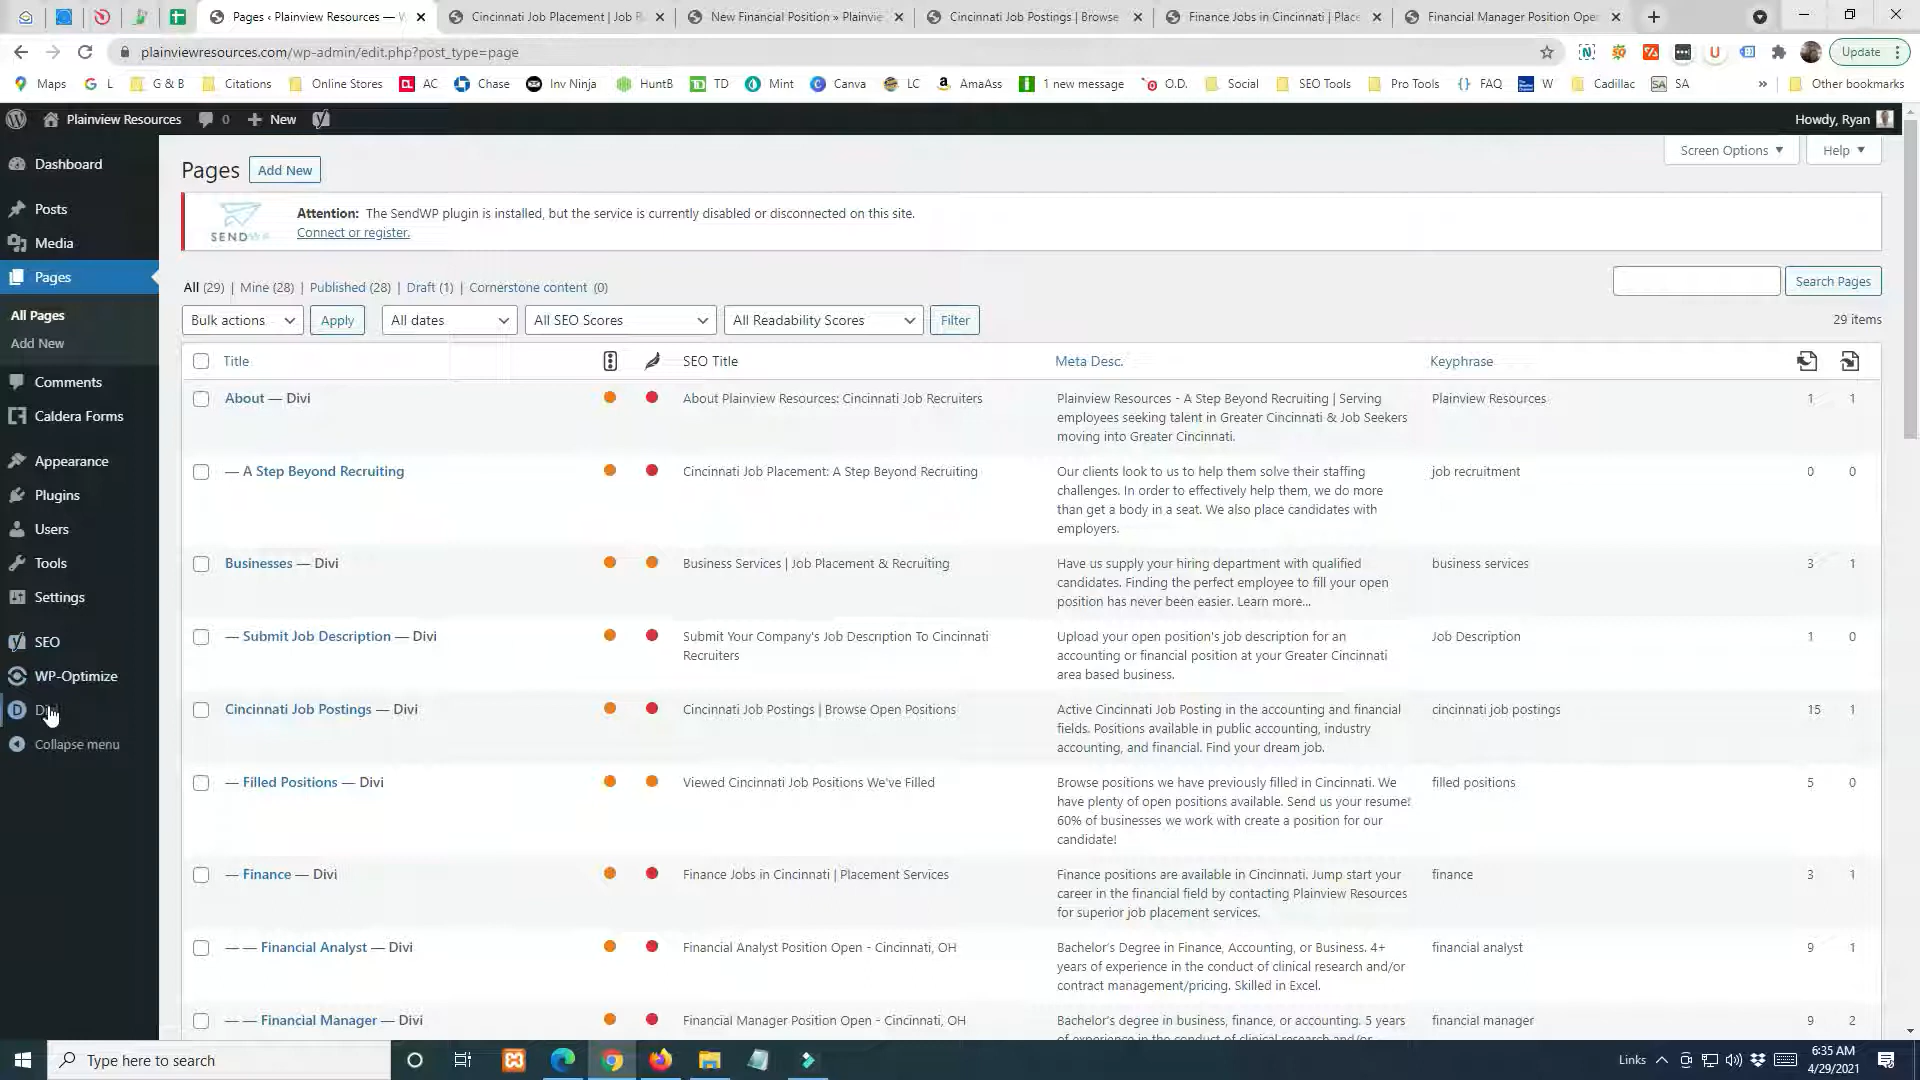 Pages ‹ Plainview Resources —
Cincinnati Job Placement | Job
New Financial Position » Plainvie
Cincinnati Job Postings | Browse
Finance Jobs in Cincinnati | Place
Financial Manager Position Ope
plainviewresources.com/wp-admin/edit.php?post_type=page
Update
Maps
G L
G & B
Citations
Online Stores
AC
Chase
Inv Ninja
HuntB
TD
Mint
Canva
LC
AmaAss
1 new message
O.D.
Social
SEO Tools
Pro Tools
FAQ
W
Cadillac
SA SA
»
Other bookmarks
Plainview Resources
0
+ New
Howdy, Ryan
Dashboard
Posts
Media
Pages
All Pages
Add New
Comments
Caldera Forms
Appearance
Plugins
Users
Tools
Settings
SEO
WP-Optimize
Collapse menu
Screen Options
Help
Pages
Add New
SEND
Attention: The SendWP plugin is installed, but the service is currently disabled or disconnected on this site.
Connect or register.
All (29) | Mine (28) | Published (28) | Draft (1) | Cornerstone content (0)
Search Pages
Bulk actions
Apply
All dates
All SEO Scores
All Readability Scores
Filter
29 items
Title
SEO Title
Meta Desc.
Keyphrase
About — Divi
About Plainview Resources: Cincinnati Job Recruiters
Plainview Resources - A Step Beyond Recruiting | Serving
employees seeking talent in Greater Cincinnati & Job Seekers
moving into Greater Cincinnati.
Plainview Resources
1
1
— A Step Beyond Recruiting
Cincinnati Job Placement: A Step Beyond Recruiting
Our clients look to us to help them solve their staffing
challenges. In order to effectively help them, we do more
than get a body in a seat. We also place candidates with
employers.
job recruitment
0
0
Businesses — Divi
Business Services | Job Placement & Recruiting
Have us supply your hiring department with qualified
candidates. Finding the perfect employee to fill your open
position has never been easier. Learn more...
business services
3
1
— Submit Job Description — Divi
Submit Your Company's Job Description To Cincinnati
Recruiters
Upload your open position's job description for an
accounting or financial position at your Greater Cincinnati
area based business.
Job Description
1
0
Cincinnati Job Postings — Divi
Cincinnati Job Postings | Browse Open Positions
Active Cincinnati Job Posting in the accounting and financial
fields. Positions available in public accounting, industry
accounting, and financial. Find your dream job.
cincinnati job postings
15
1
— Filled Positions — Divi
Viewed Cincinnati Job Positions We've Filled
Browse positions we have previously filled in Cincinnati. We
have plenty of open positions available. Send us your resume!
60% of businesses we work with create a position for our
candidate!
filled positions
5
0
— Finance — Divi
Finance Jobs in Cincinnati | Placement Services
Finance positions are available in Cincinnati. Jump start your
career in the financial field by contacting Plainview Resources
for superior job placement services.
finance
3
1
— — Financial Analyst — Divi
Financial Analyst Position Open - Cincinnati, OH
Bachelor's Degree in Finance, Accounting, or Business. 4+
years of experience in the conduct of clinical research and/or
contract management/pricing. Skilled in Excel.
financial analyst
9
1
— — Financial Manager — Divi
Financial Manager Position Open - Cincinnati, OH
Bachelor's degree in business, finance, or accounting. 5 years
of experience in the conduct of clinical research and/or
financial manager
9
2
Type here to search
Links
6:35 AM
4/29/2021